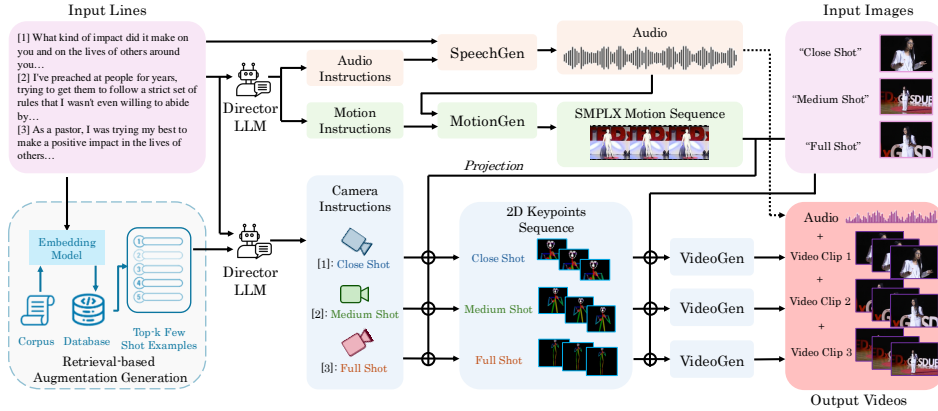 Input Lines
[1] What kind of impact did it make on
you and on the lives of others around
you…
[2] I've preached at people for years,
trying to get them to follow a strict set of
rules that I wasn't even willing to abide
by…
[3] As a pastor, I was trying my best to
make a positive impact in the lives of
others…
Director
LLM
Audio
Instructions
Motion
Instructions
SpeechGen
MotionGen
Audio
SMPLX Motion Sequence
Projection
Input Images
“Close Shot”
“Medium Shot”
“Full Shot”
Embedding
Model
Corpus
Database
1
2
3
4
5
Top-k Few
Shot Examples
Retrieval-based
Augmentation Generation
Director
LLM
Camera
Instructions
[1]: Close Shot
[2]: Medium Shot
[3]: Full Shot
2D Keypoints
Sequence
Close Shot
Medium Shot
Full Shot
VideoGen
VideoGen
VideoGen
Audio
+
Video Clip 1
+
Video Clip 2
+
Video Clip 3
Output Videos